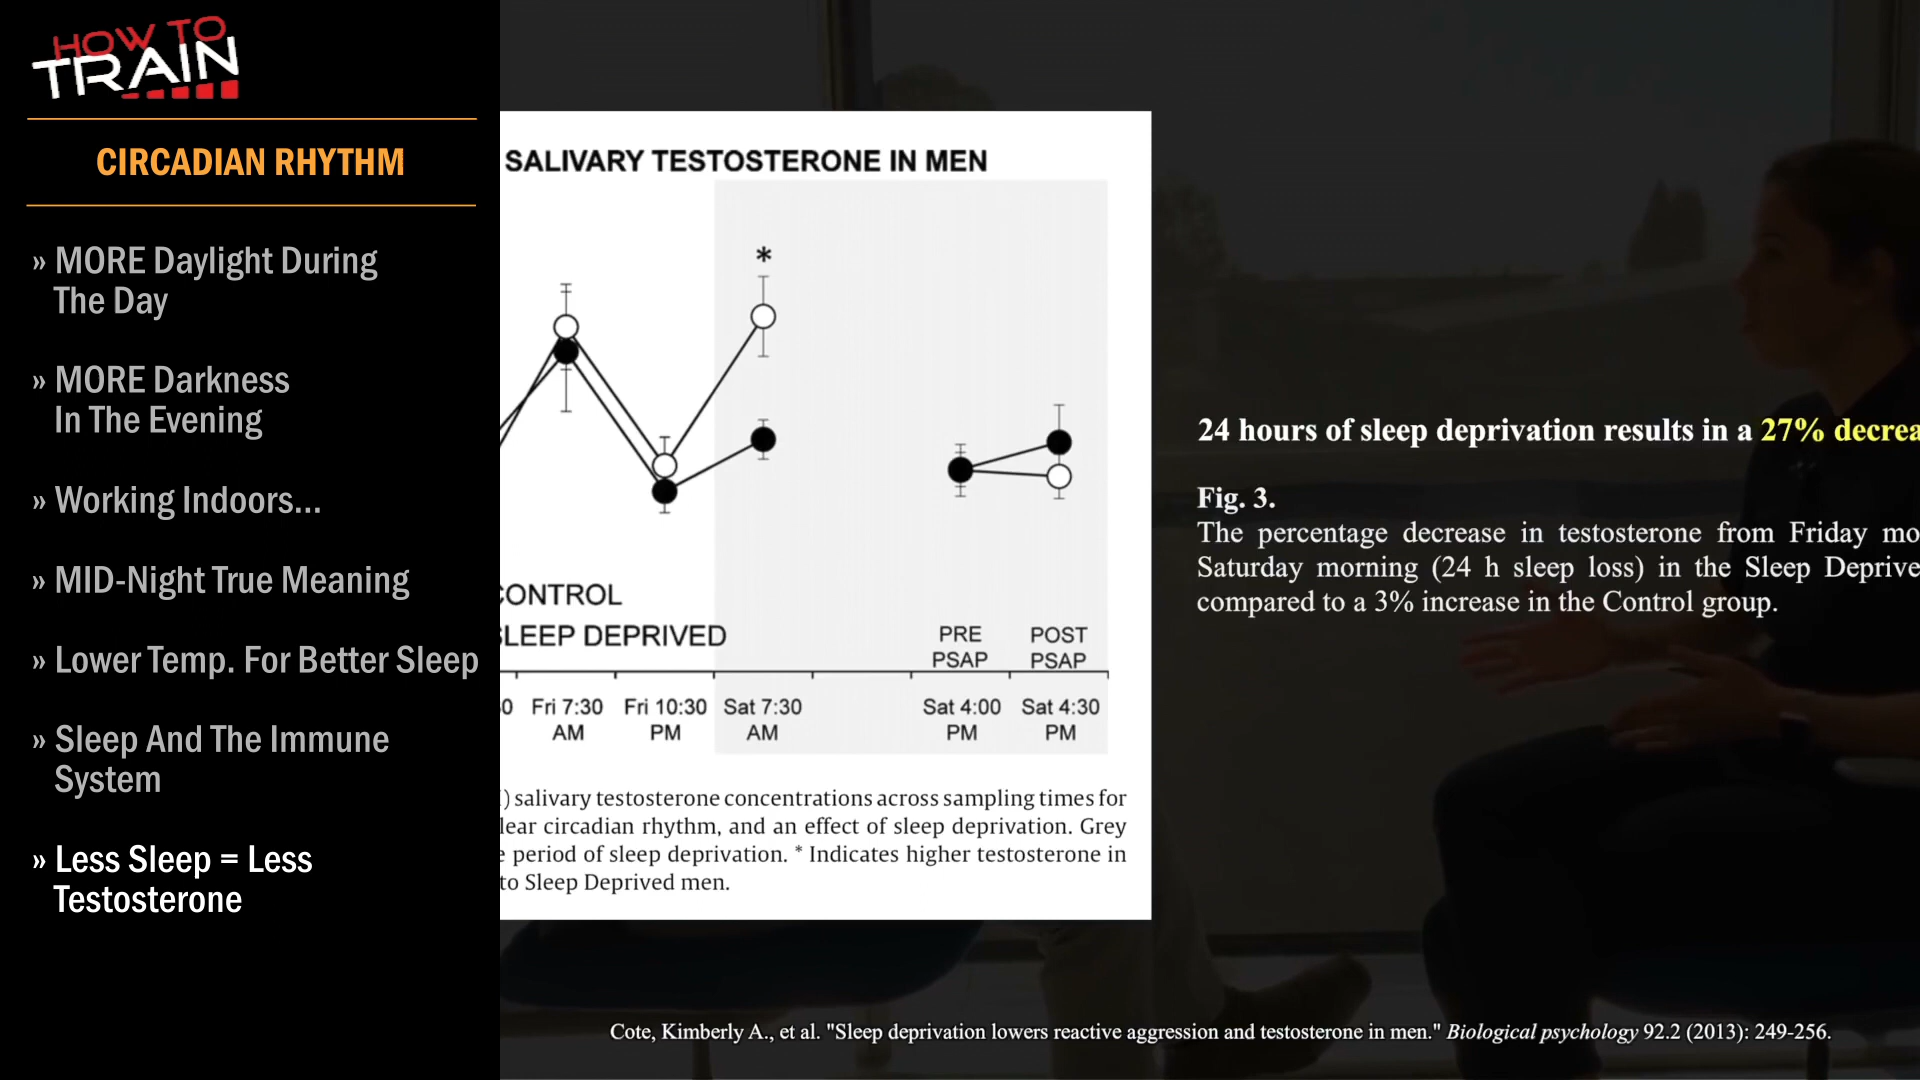 HOW TO
TRAIN
CIRCADIAN RHYTHM
» MORE Daylight During
The Day
» MORE Darkness
In The Evening
» Working Indoors...
» MID-Night True Meaning
» Lower Temp. For Better Sleep
» Sleep And The Immune
System
» Less Sleep = Less
Testosterone
SALIVARY TESTOSTERONE IN MEN
*
CONTROL
SLEEP DEPRIVED
PRE PSAP
POST PSAP
0 Fri 7:30 AM
Fri 10:30 PM
Sat 7:30 AM
Sat 4:00 PM
Sat 4:30 PM
) salivary testosterone concentrations across sampling times for
lear circadian rhythm, and an effect of sleep deprivation. Grey
period of sleep deprivation. * Indicates higher testosterone in
to Sleep Deprived men.
24 hours of sleep deprivation results in a 27% decrea
Fig. 3.
The percentage decrease in testosterone from Friday mo
Saturday morning (24 h sleep loss) in the Sleep Deprive
compared to a 3% increase in the Control group.
Cote, Kimberly A., et al. "Sleep deprivation lowers reactive aggression and testosterone in men." Biological psychology 92.2 (2013): 249-256.